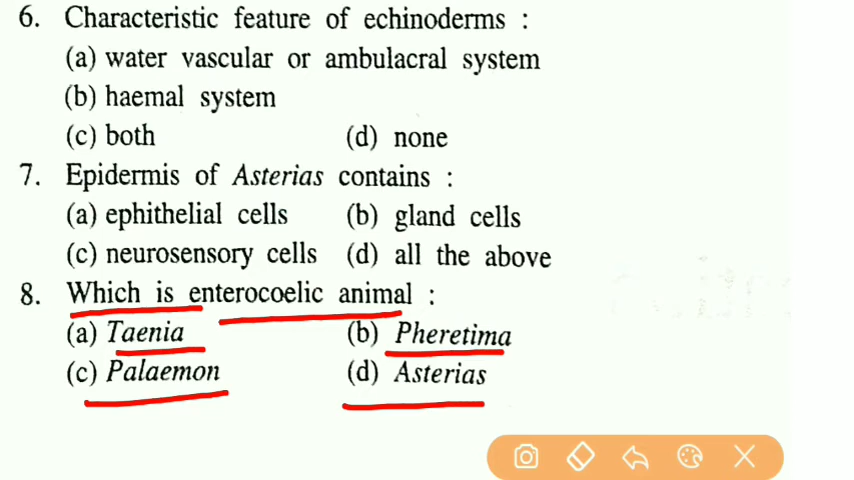 6. Characteristic feature of echinoderms :
(a) water vascular or ambulacral system
(b) haemal system
(c) both (d) none
7. Epidermis of Asterias contains :
(a) ephithelial cells (b) gland cells
(c) neurosensory cells (d) all the above
8. Which is enterocoelic animal :
(a) Taenia (b) Pheretima
(c) Palaemon (d) Asterias